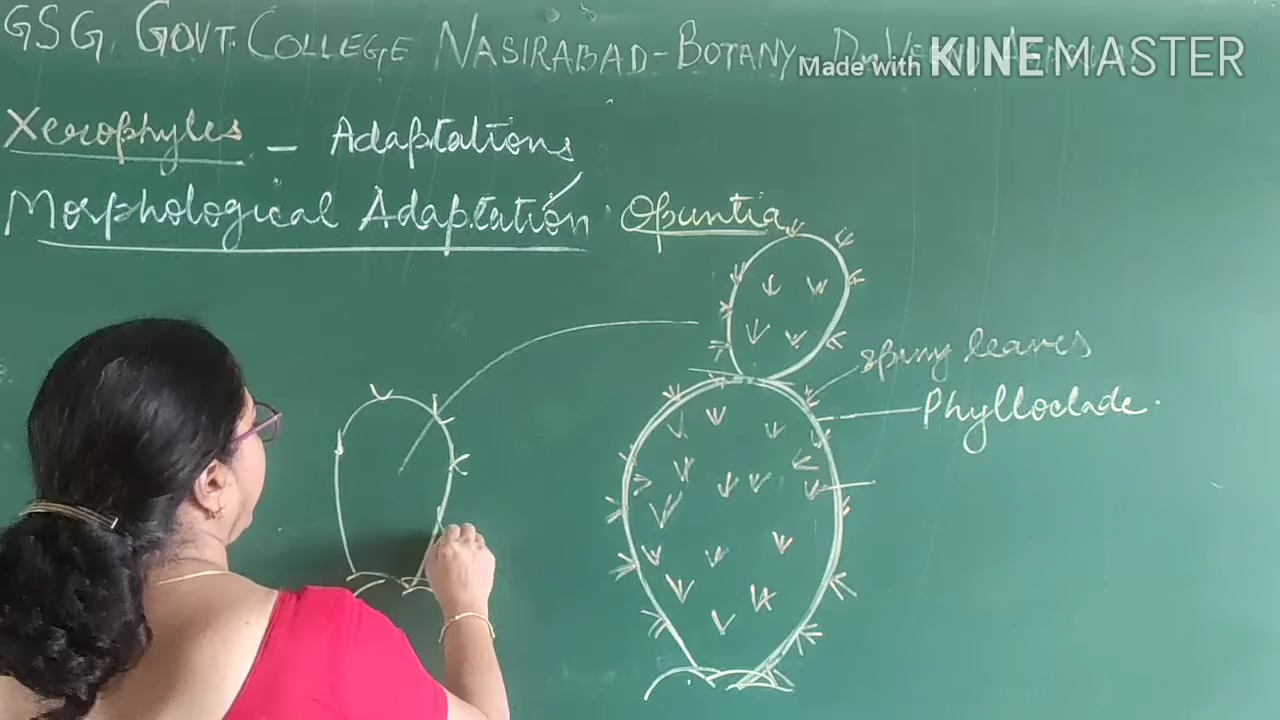 GSG, GOVT. COLLEGE NASIRABAD-BOTANY
Made with KINEMASTER
Xerophytes - Adaptations
Morphological Adaptation
Opuntia
spiny leaves
Phylloclade.